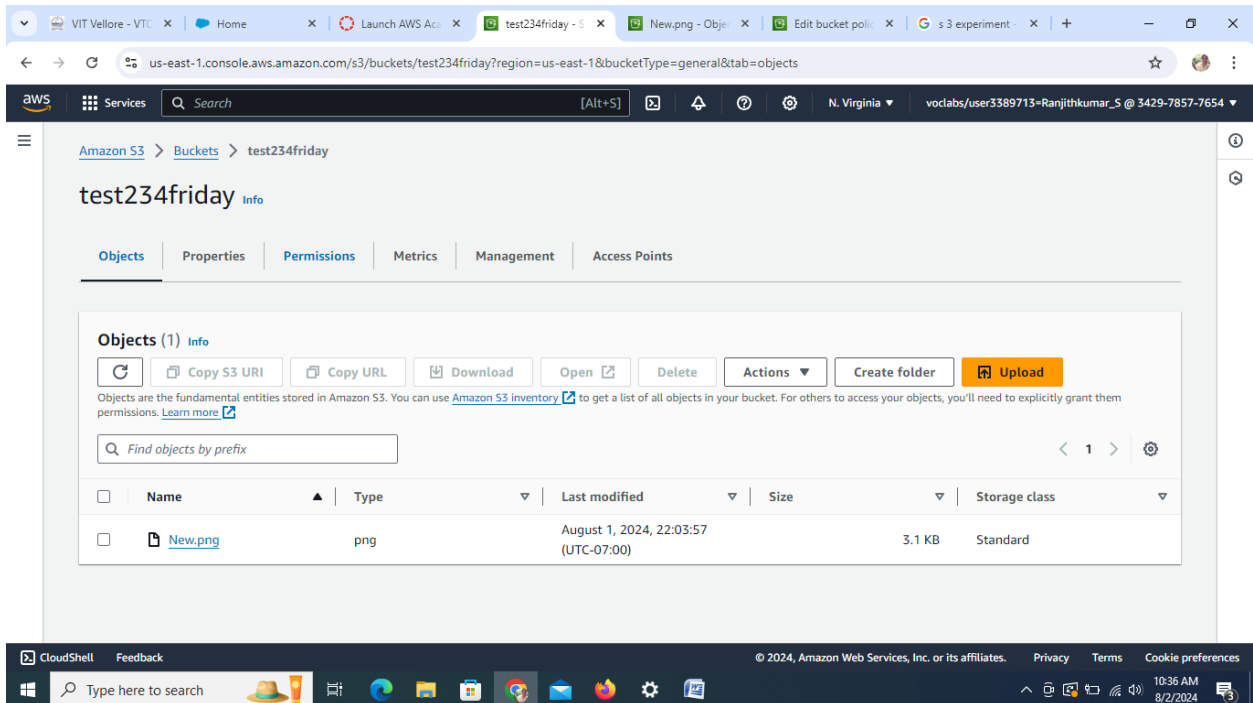 VIT Vellore - VTC
Home
Launch AWS Aca
test234friday - S
New.png - Objec
Edit bucket polic
s 3 experiment -
us-east-1.console.aws.amazon.com/s3/buckets/test234friday?region=us-east-1&bucketType=general&tab=objects
aws Services Search [Alt+S] N. Virginia voclabs/user3389713=Ranjithkumar_S @ 3429-7857-7654
Amazon S3 > Buckets > test234friday
test234friday Info
Objects Properties Permissions Metrics Management Access Points
Objects (1) Info
Copy S3 URI Copy URL Download Open Delete Actions Create folder Upload
Objects are the fundamental entities stored in Amazon S3. You can use Amazon S3 inventory to get a list of all objects in your bucket. For others to access your objects, you'll need to explicitly grant them
permissions. Learn more
Find objects by prefix 1
Name Type Last modified Size Storage class
New.png png August 1, 2024, 22:03:57 (UTC-07:00) 3.1 KB Standard
CloudShell Feedback © 2024, Amazon Web Services, Inc. or its affiliates. Privacy Terms Cookie preferences
Type here to search 10:36 AM
8/2/2024 3